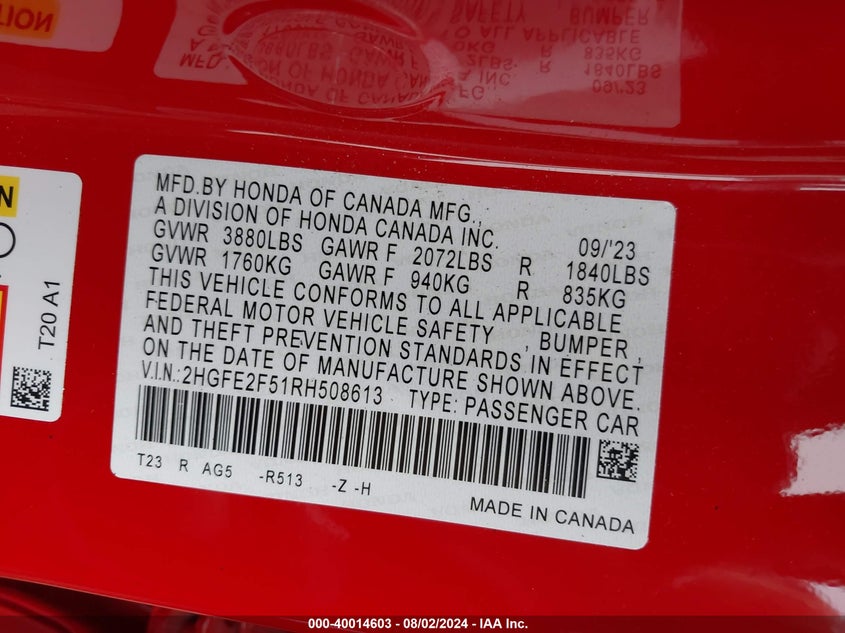 TION
N
T20 A1
MFD.BY HONDA OF CANADA MFG.,
A DIVISION OF HONDA CANADA INC. 09/'23
GVWR 3880LBS GAWR F 2072LBS R 1840LBS
GVWR 1760KG GAWR F 940KG R 835KG
THIS VEHICLE CONFORMS TO ALL APPLICABLE
FEDERAL MOTOR VEHICLE SAFETY , BUMPER ,
AND THEFT PREVENTION STANDARDS IN EFFECT
ON THE DATE OF MANUFACTURE SHOWN ABOVE.
V.I.N.:2HGFE2F51RH508613 TYPE: PASSENGER CAR
T23 R AG5 -R513 -Z -H
MADE IN CANADA
000-40014603 - 08/02/2024 - IAA Inc.